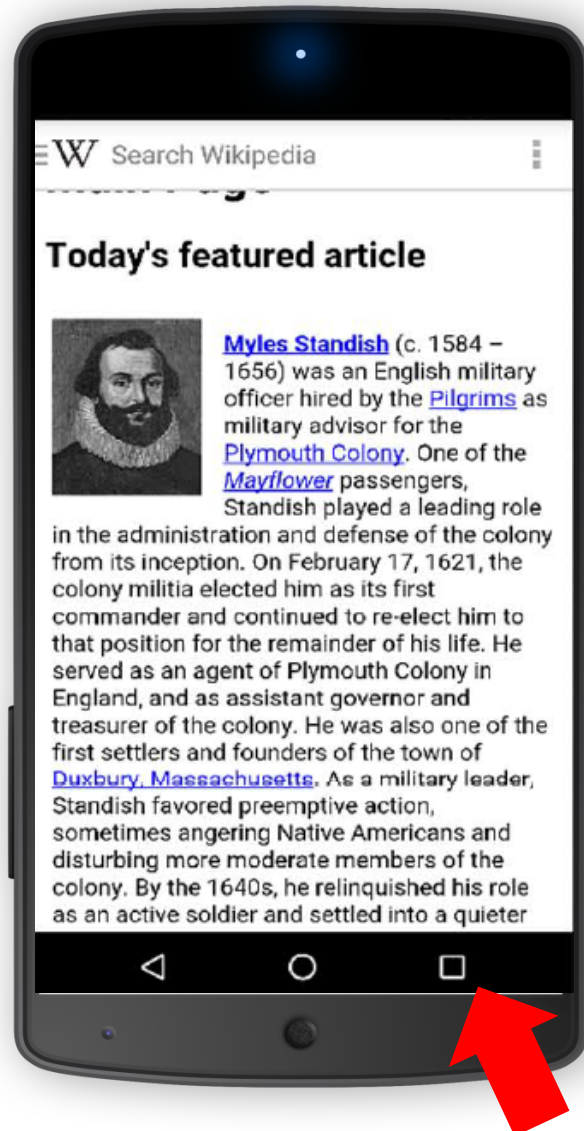 W Search Wikipedia
Today's featured article
Myles Standish (c. 1584 –
1656) was an English military
officer hired by the Pilgrims as
military advisor for the
Plymouth Colony. One of the
Mayflower passengers,
Standish played a leading role
in the administration and defense of the colony
from its inception. On February 17, 1621, the
colony militia elected him as its first
commander and continued to re-elect him to
that position for the remainder of his life. He
served as an agent of Plymouth Colony in
England, and as assistant governor and
treasurer of the colony. He was also one of the
first settlers and founders of the town of
Duxbury, Massachusetts. As a military leader,
Standish favored preemptive action,
sometimes angering Native Americans and
disturbing more moderate members of the
colony. By the 1640s, he relinquished his role
as an active soldier and settled into a quieter